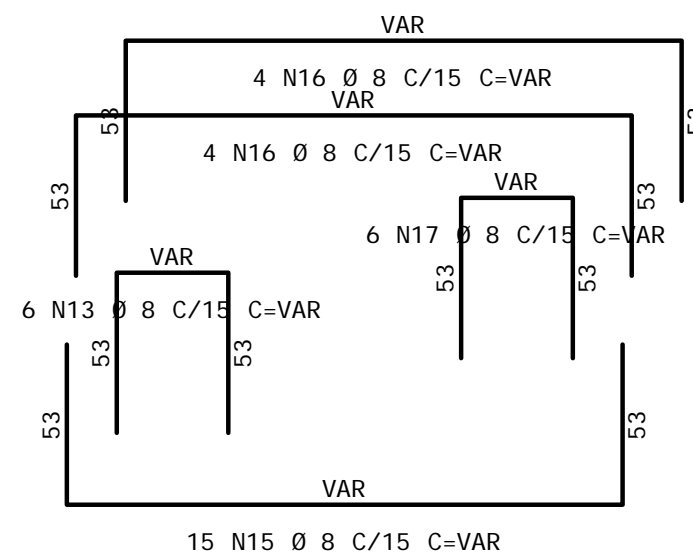 VAR
53
53
4 N16 Ø 8 C/15 C=VAR
VAR
53
53
4 N16 Ø 8 C/15 C=VAR
VAR
53
53
6 N17 Ø 8 C/15 C=VAR
VAR
53
53
6 N13 Ø 8 C/15 C=VAR
53
53
VAR
15 N15 Ø 8 C/15 C=VAR